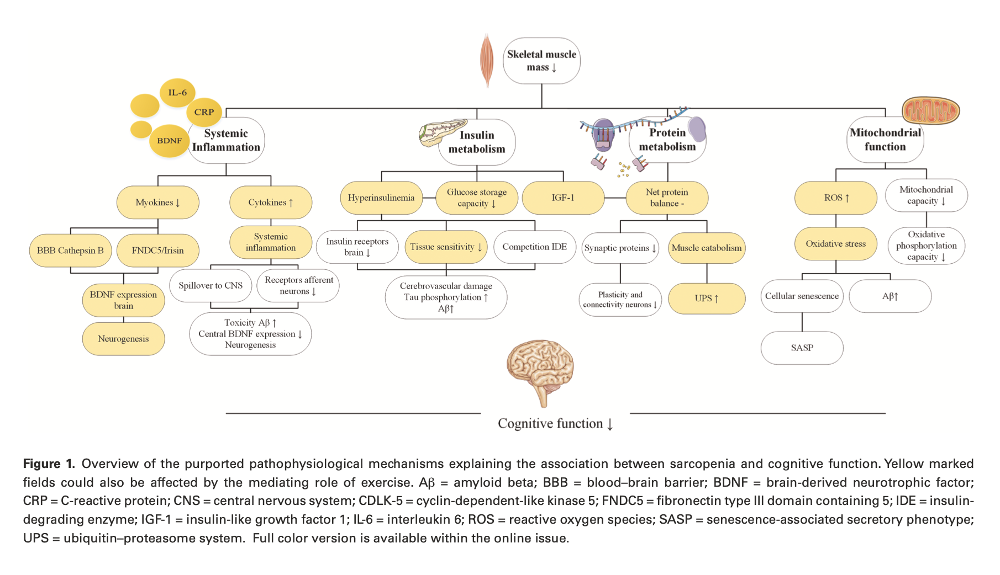 Skeletal muscle
mass ↓
IL-6
CRP
BDNF
Systemic
Inflammation
Insulin
metabolism
Protein
metabolism
Mitochondrial
function
Myokines ↓
Cytokines ↑
Hyperinsulinemia
Glucose storage
capacity ↓
IGF-1
Net protein
balance -
ROS ↑
Mitochondrial
capacity ↓
BBB Cathepsin B
FNDC5/Irisin
Systemic
inflammation
Insulin receptors
brain ↓
Tissue sensitivity ↓
Competition IDE
Synaptic proteins ↓
Muscle catabolism
Oxidative stress
Oxidative
phosphorylation
capacity ↓
BDNF expression
brain
Spillover to CNS
Receptors afferent
neurons ↓
Cerebrovascular damage
Tau phosphorylation ↑
Aβ↑
Plasticity and
connectivity neurons ↓
UPS ↑
Cellular senescence
Aβ↑
Neurogenesis
Toxicity Aβ ↑
Central BDNF expression ↓
Neurogenesis
SASP
Cognitive function ↓
Figure 1. Overview of the purported pathophysiological mechanisms explaining the association between sarcopenia and cognitive function. Yellow marked
fields could also be affected by the mediating role of exercise. Aβ = amyloid beta; BBB = blood–brain barrier; BDNF = brain-derived neurotrophic factor;
CRP = C-reactive protein; CNS = central nervous system; CDLK-5 = cyclin-dependent-like kinase 5; FNDC5 = fibronectin type III domain containing 5; IDE = insulin-
degrading enzyme; IGF-1 = insulin-like growth factor 1; IL-6 = interleukin 6; ROS = reactive oxygen species; SASP = senescence-associated secretory phenotype;
UPS = ubiquitin–proteasome system. Full color version is available within the online issue.